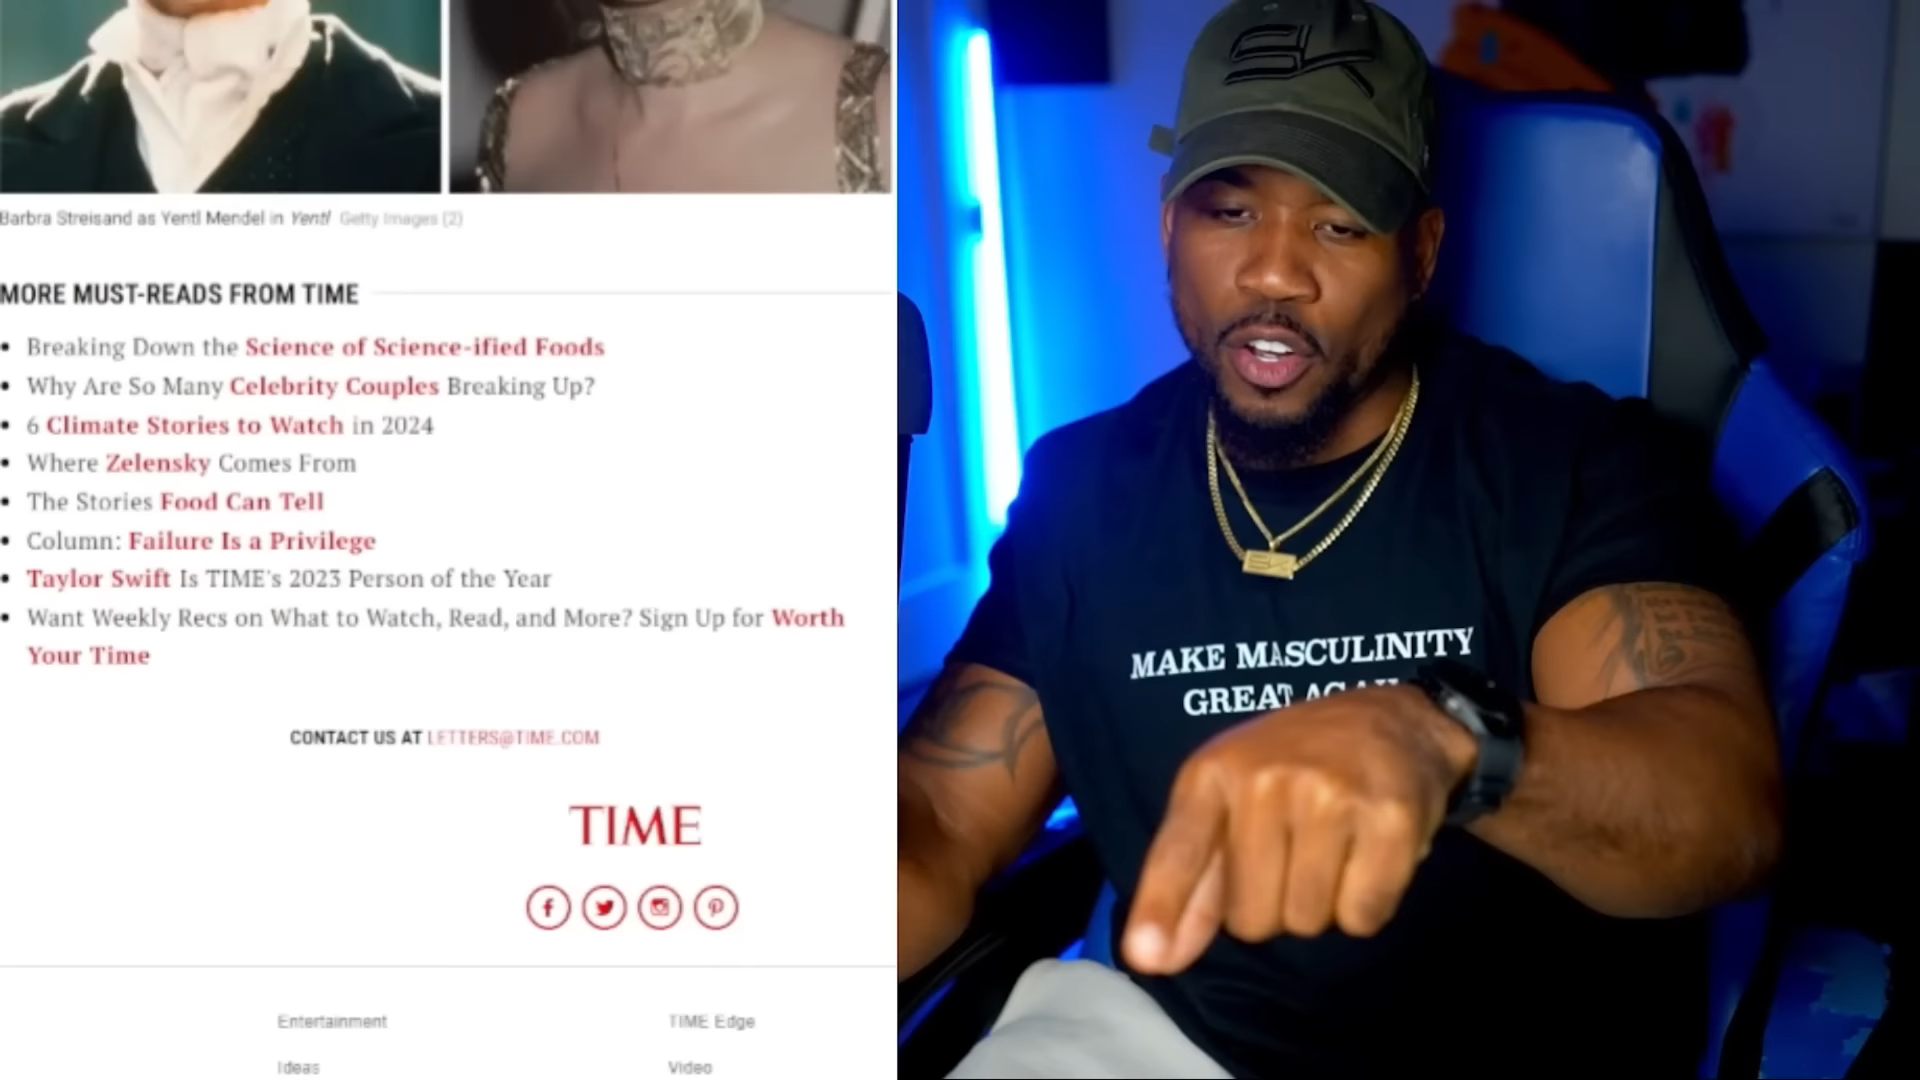 Barbra Streisand as Yentl Mendel in Yentl Getty Images (2)
MORE MUST-READS FROM TIME
Breaking Down the Science of Science-ified Foods
Why Are So Many Celebrity Couples Breaking Up?
6 Climate Stories to Watch in 2024
Where Zelensky Comes From
The Stories Food Can Tell
Column: Failure Is a Privilege
Taylor Swift Is TIME's 2023 Person of the Year
Want Weekly Recs on What to Watch, Read, and More? Sign Up for Worth
Your Time
CONTACT US AT LETTERS@TIME.COM
TIME
Entertainment
TIME Edge
Ideas
Video
MAKE MASCULINITY
GREAT